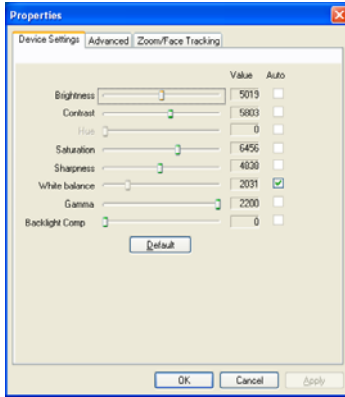 Properties
Device Settings Advanced Zoom/Face Tracking
Value Auto
Brightness 5019
Contrast 5803
Hue 0
Saturation 6456
Sharpness 4838
White balance 2031
Gamma 2200
Backlight Comp 0
Default
OK Cancel Apply